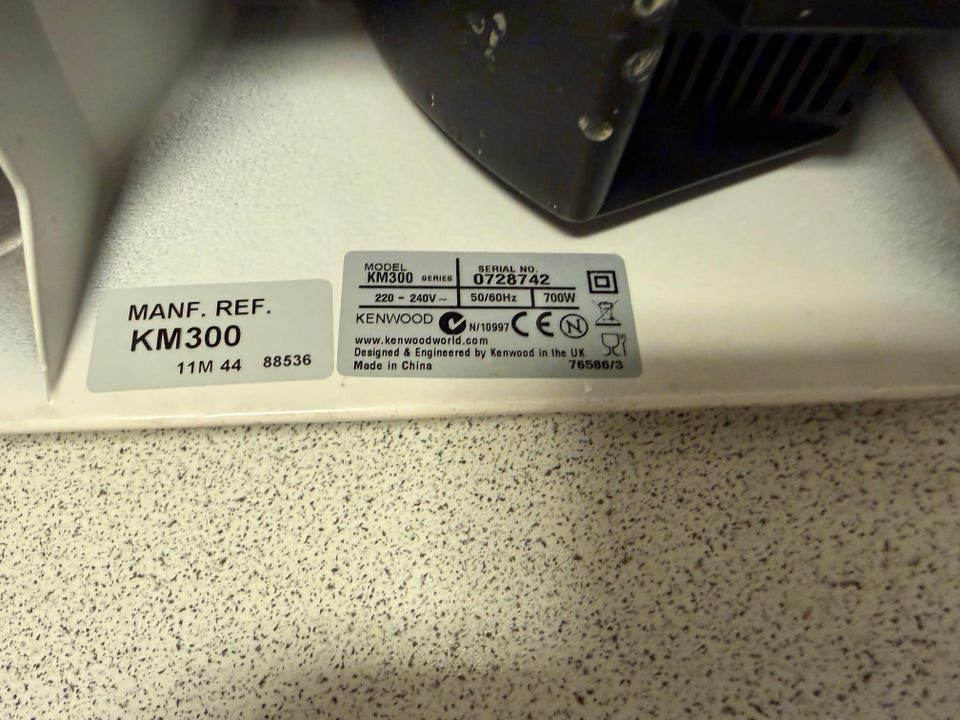 MANF. REF.
KM300
11M 44 88536
MODEL
KM300 SERIES
SERIAL NO.
0728742
220 - 240V ~ 50/60Hz 700W
KENWOOD N/10997 CE N
www.kenwoodworld.com
Designed & Engineered by Kenwood in the UK
Made in China 76586/3